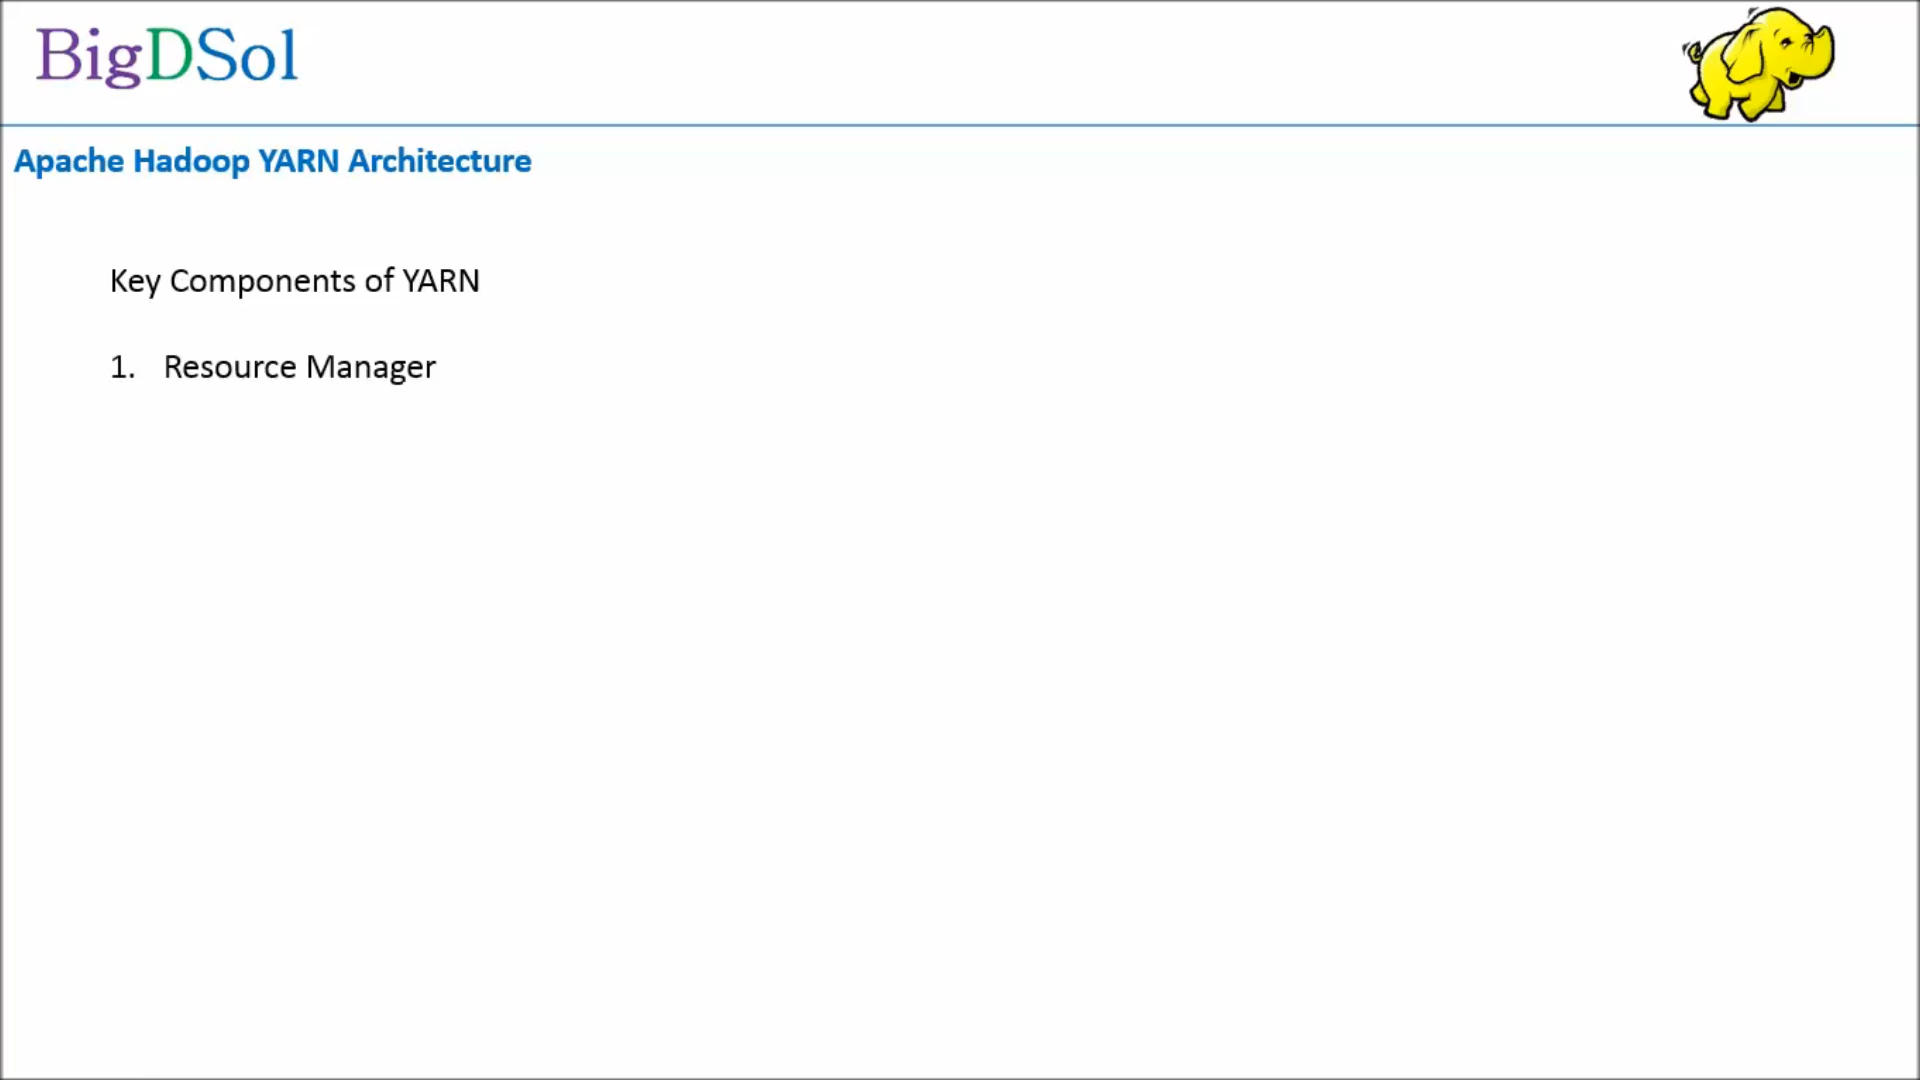 BigDSol
Apache Hadoop YARN Architecture
Key Components of YARN
1. Resource Manager